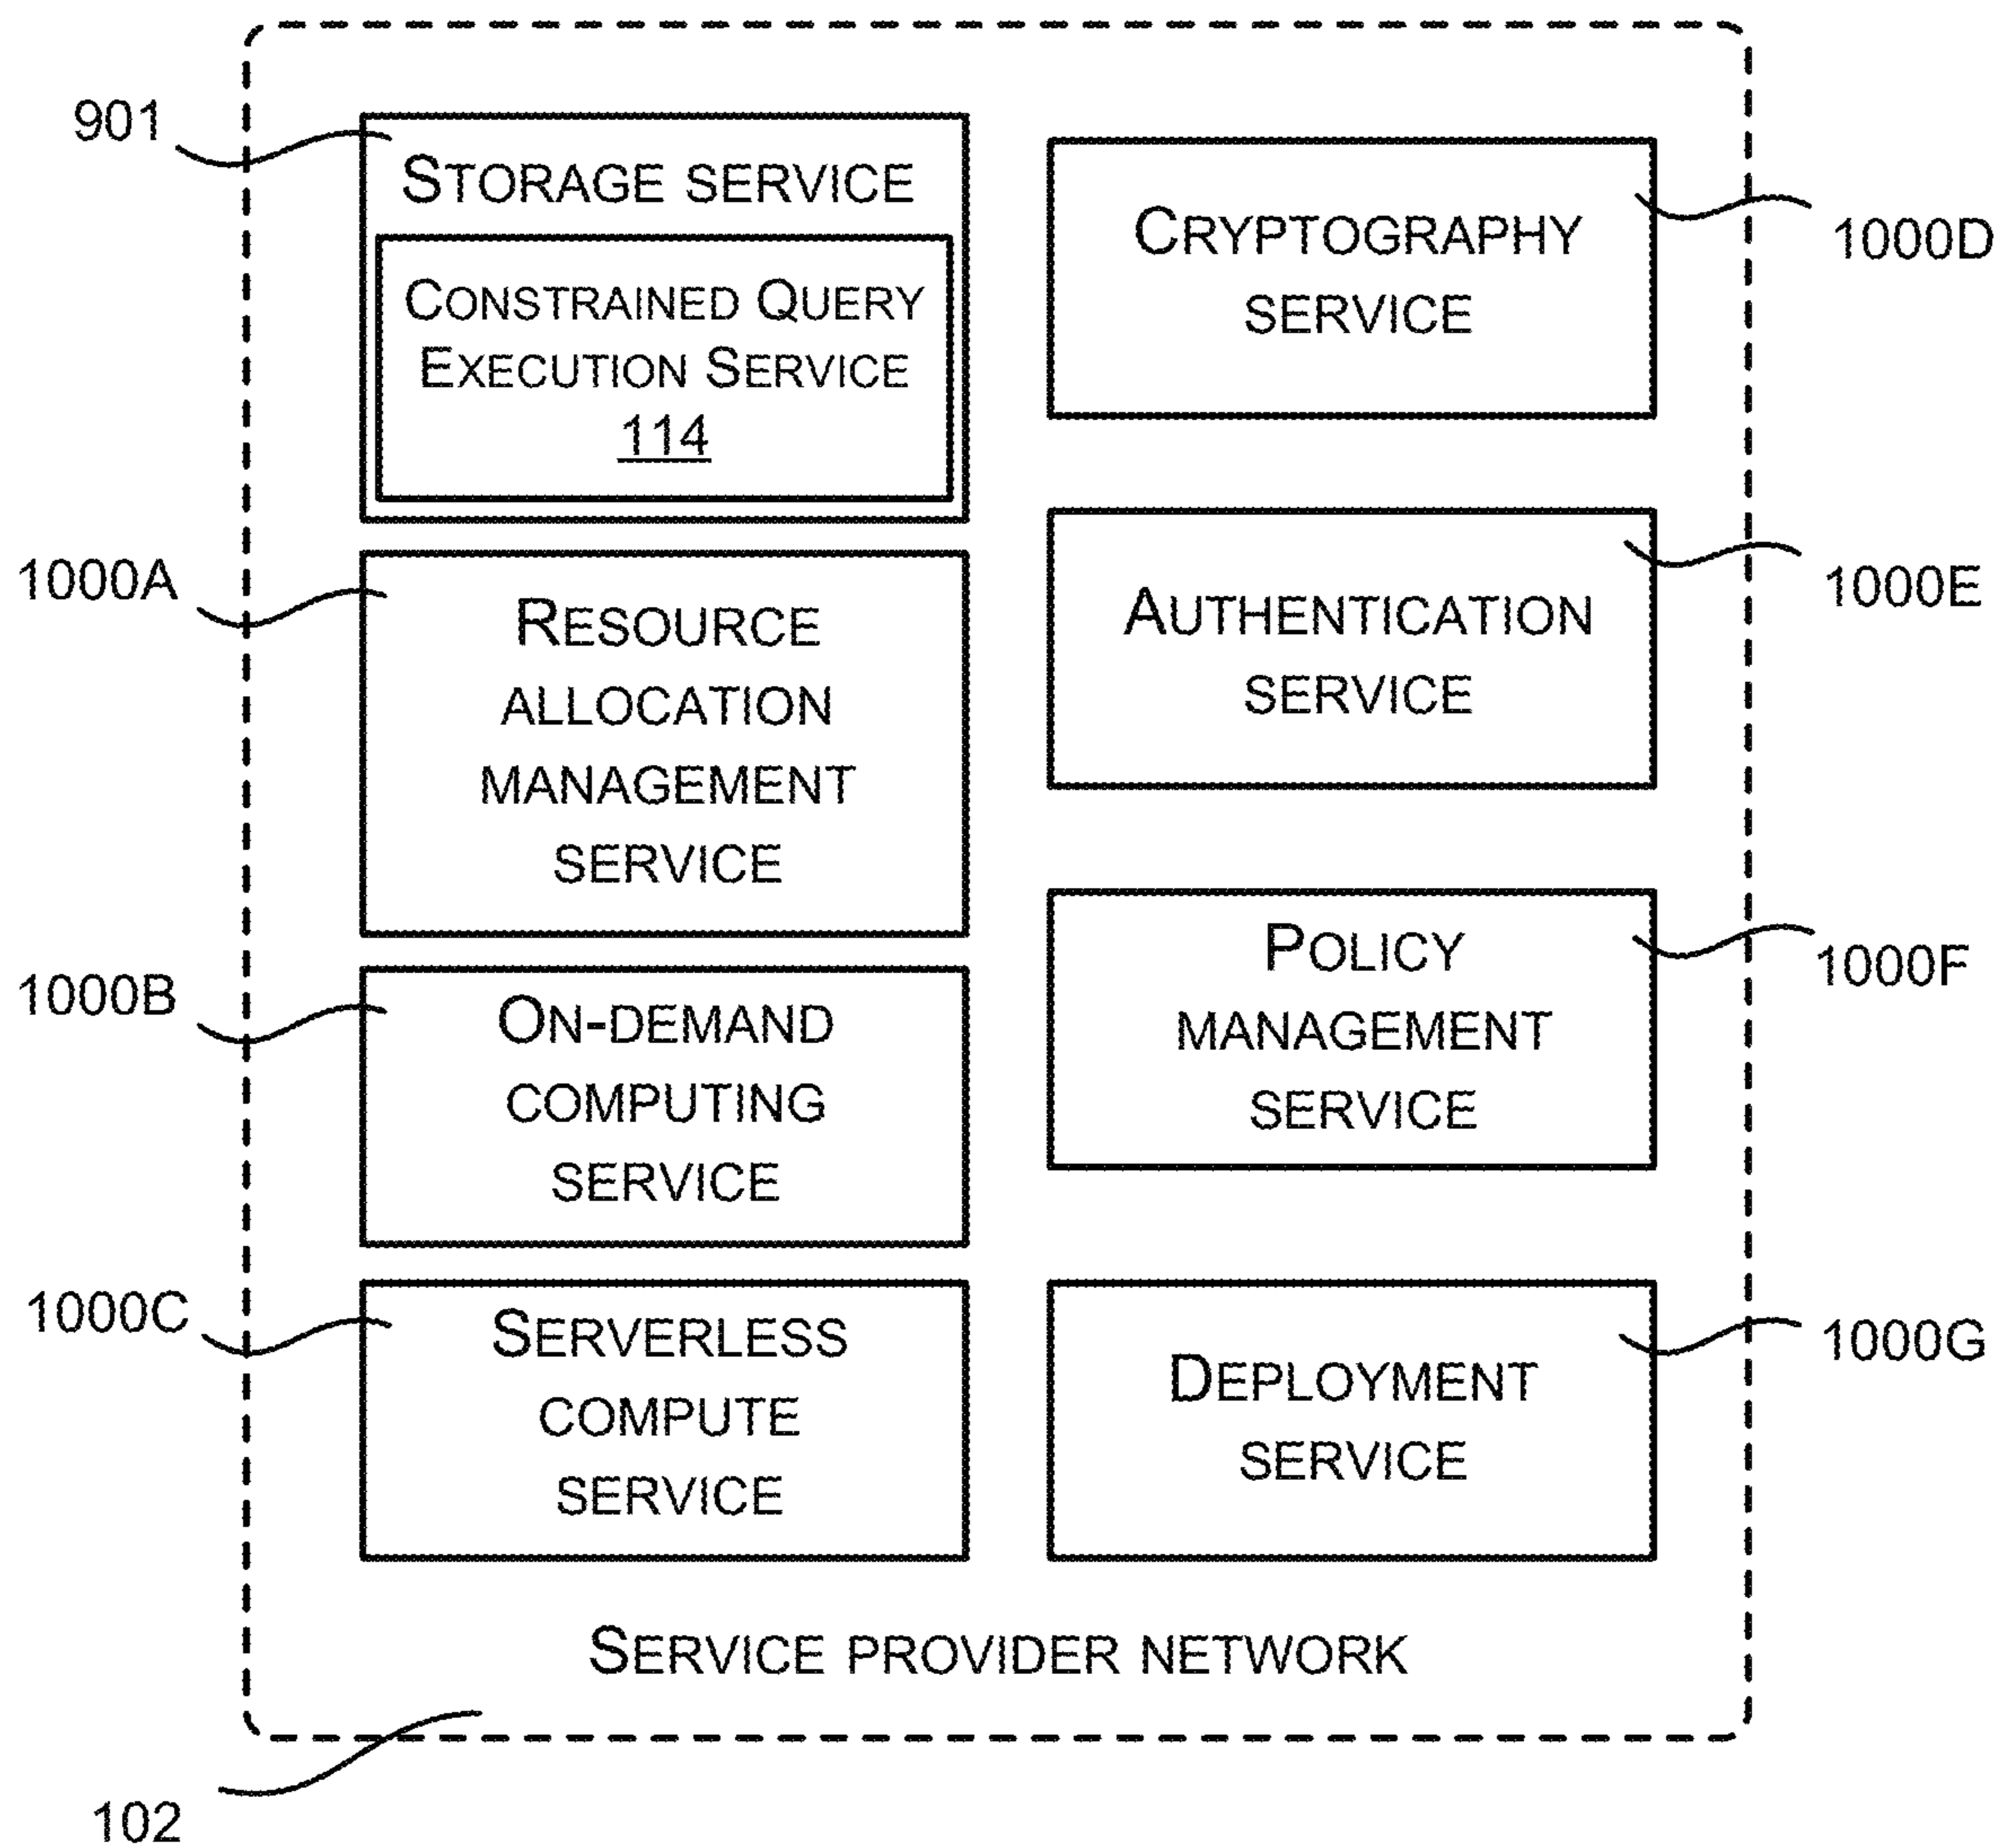 901
STORAGE SERVICE
CONSTRAINED QUERY
EXECUTION SERVICE
114
1000A
RESOURCE
ALLOCATION
MANAGEMENT
SERVICE
1000B
ON-DEMAND
COMPUTING
SERVICE
1000C
SERVERLESS
COMPUTE
SERVICE
CRYPTOGRAPHY
SERVICE
1000D
AUTHENTICATION
SERVICE
1000E
POLICY
MANAGEMENT
SERVICE
1000F
DEPLOYMENT
SERVICE
1000G
SERVICE PROVIDER NETWORK
102